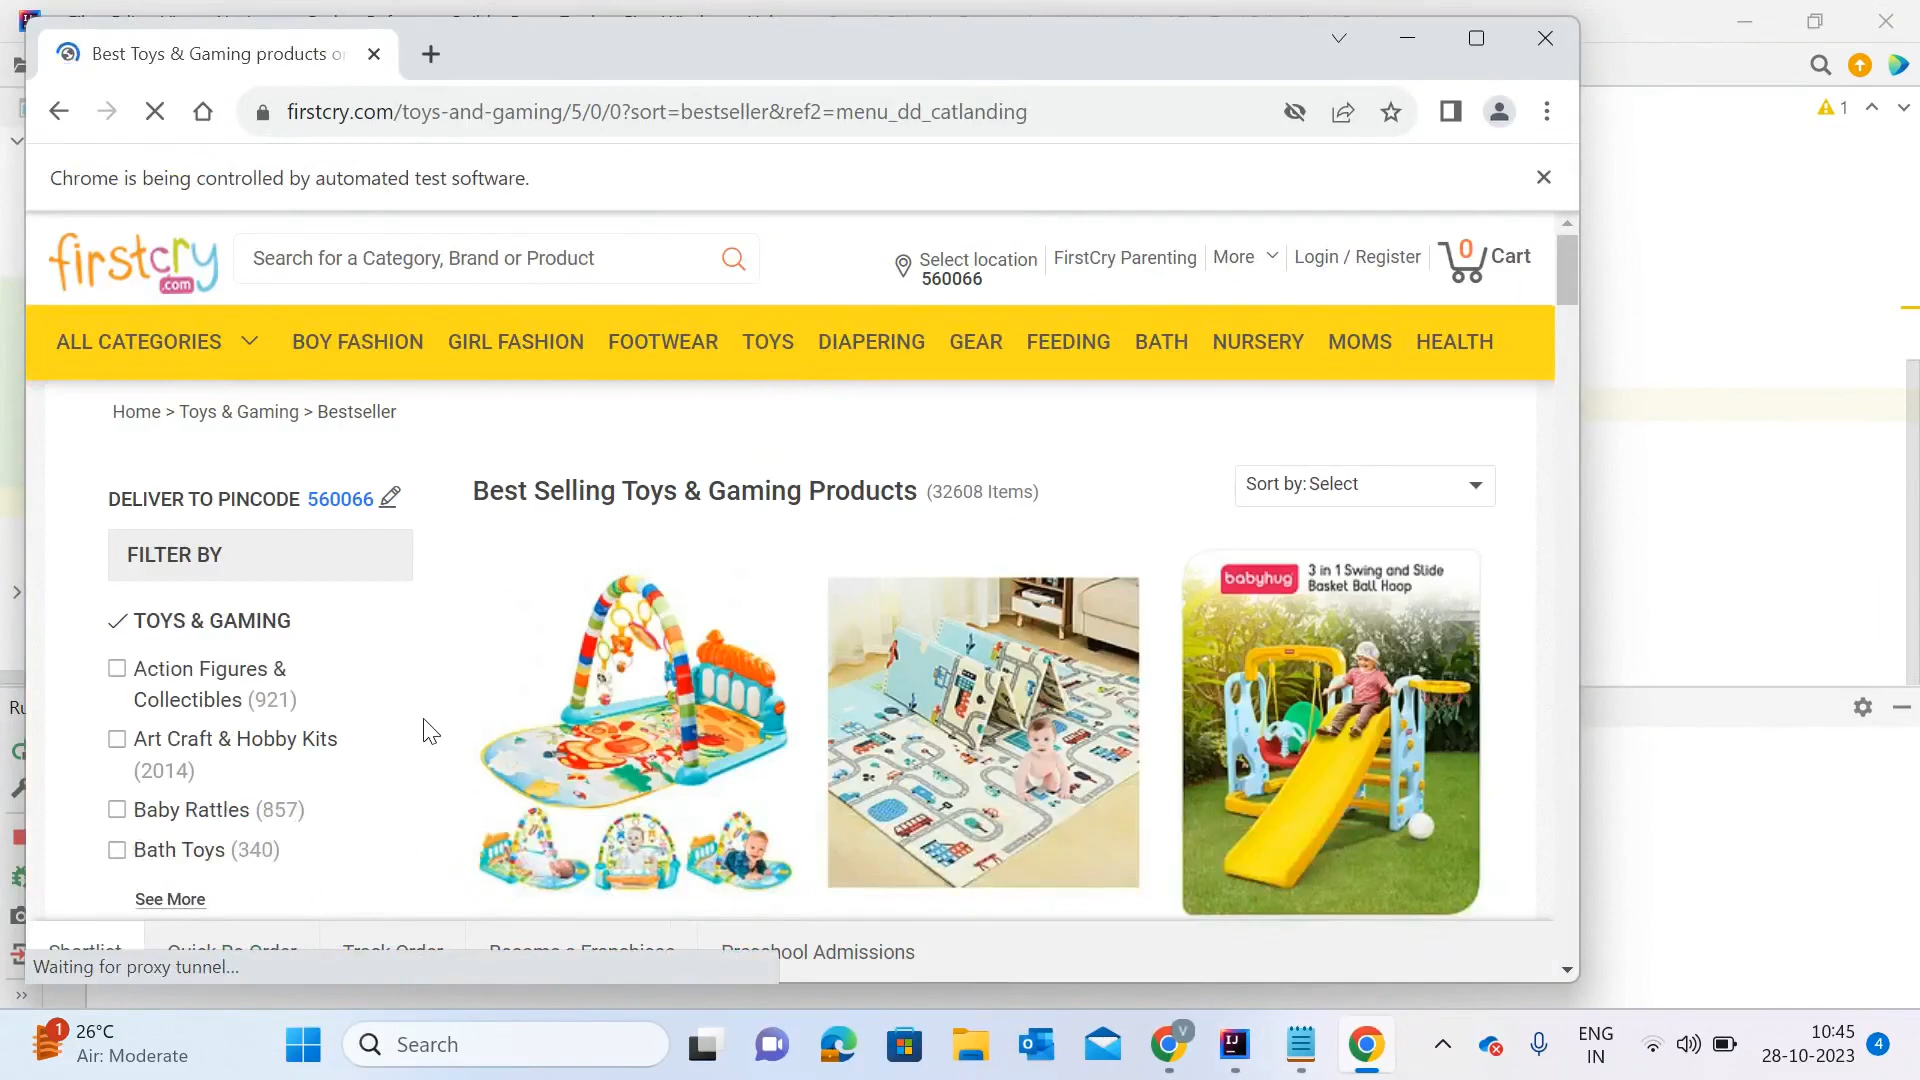 Best Toys & Gaming products or
firstcry.com/toys-and-gaming/5/0/0?sort=bestseller&ref2=menu_dd_catlanding
1
Chrome is being controlled by automated test software.
firstcry
.com
Search for a Category, Brand or Product
Select location
560066
FirstCry Parenting
More
Login / Register
0
Cart
ALL CATEGORIES
BOY FASHION
GIRL FASHION
FOOTWEAR
TOYS
DIAPERING
GEAR
FEEDING
BATH
NURSERY
MOMS
HEALTH
Home > Toys & Gaming > Bestseller
DELIVER TO PINCODE 560066
Best Selling Toys & Gaming Products (32608 Items)
Sort by: Select
FILTER BY
babyhug
3 in 1 Swing and Slide
Basket Ball Hoop
TOYS & GAMING
Action Figures &
Collectibles (921)
Art Craft & Hobby Kits
(2014)
Baby Rattles (857)
Bath Toys (340)
See More
Ru
Shortlist
Quick Re Order
Track Order
Become a Franchisee
Preschool Admissions
Waiting for proxy tunnel...
1
26°C
Air: Moderate
Search
V
IJ
ENG
IN
10:45
28-10-2023
4